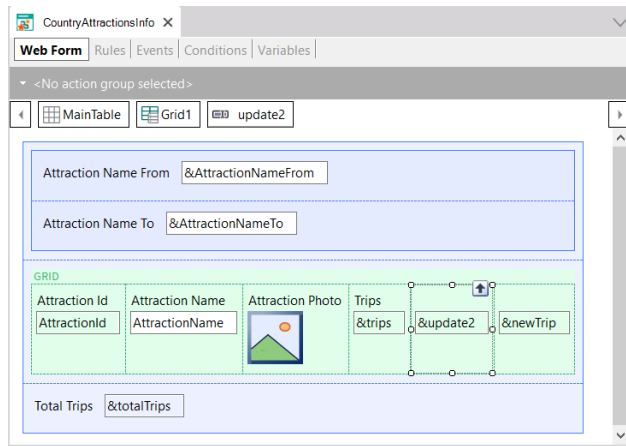 CountryAttractionsInfo
Web Form Rules Events Conditions Variables
<No action group selected>
MainTable Grid1 update2
Attraction Name From &AttractionNameFrom
Attraction Name To &AttractionNameTo
GRID
Attraction Id Attraction Name Attraction Photo Trips
AttractionId AttractionName &trips &update2 &newTrip
Total Trips &totalTrips